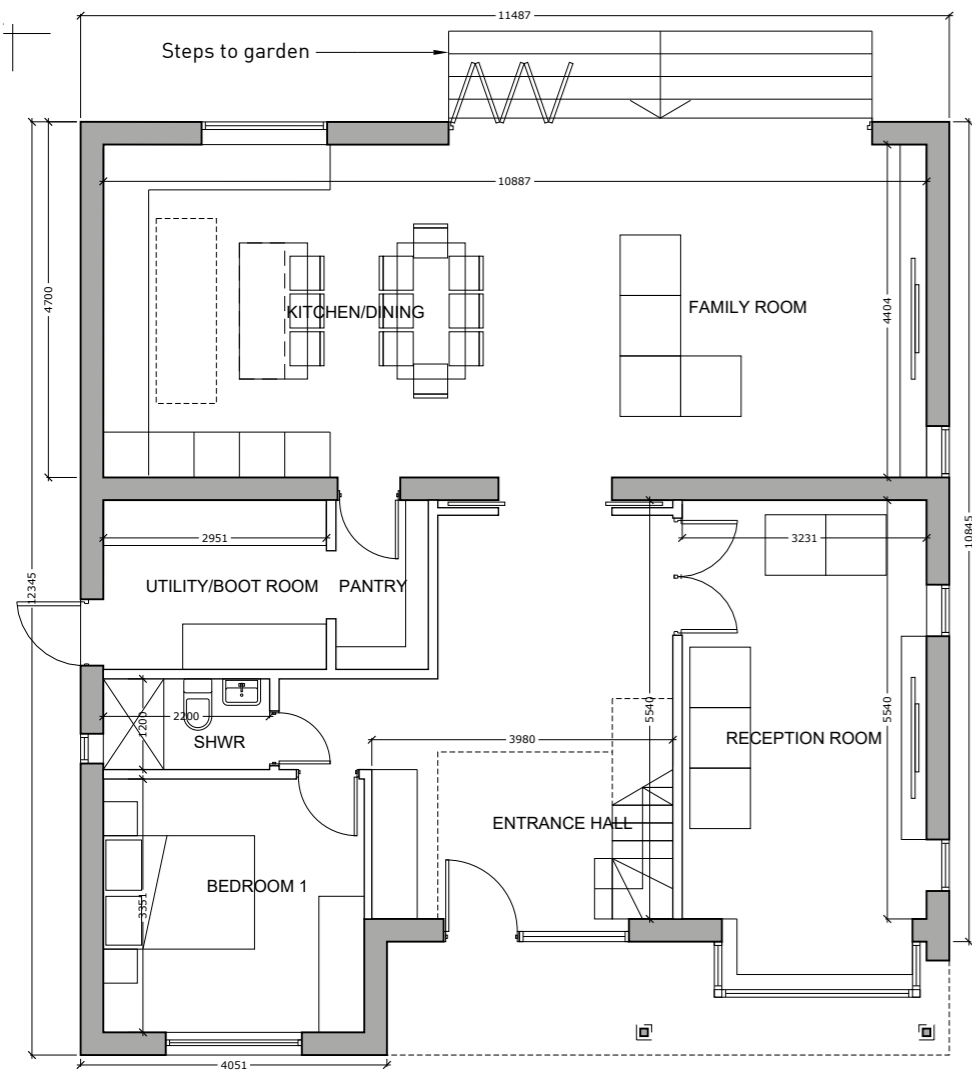 11487
Steps to garden
10887
4700
KITCHEN/DINING
FAMILY ROOM
4404
2951
3231
10845
12345
UTILITY/BOOT ROOM
PANTRY
1200
2200
SHWR
3980
5540
5540
RECEPTION ROOM
ENTRANCE HALL
BEDROOM 1
3351
4051